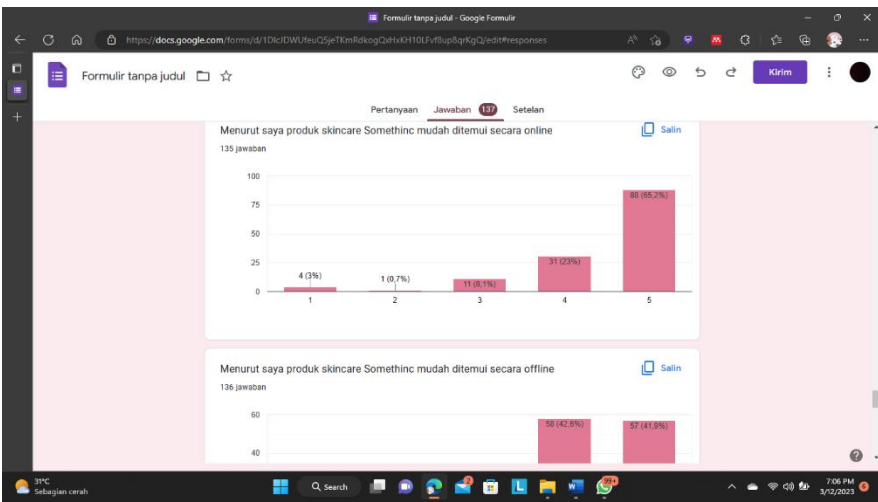 Formulir tanpa judul - Google Formulir
https://docs.google.com/forms/d/1DlcJDWUfeuQ5jeTKmRdkogQxHxKH10LFvf8up8qrKgQ/edit#responses
Formulir tanpa judul
Kirim
Pertanyaan Jawaban 137 Setelan
Menurut saya produk skincare Somethinc mudah ditemui secara online
Salin
135 jawaban
100
75
50
25
0
4 (3%)
1 (0,7%)
11 (8,1%)
31 (23%)
88 (65,2%)
1 2 3 4 5
Menurut saya produk skincare Somethinc mudah ditemui secara offline
Salin
136 jawaban
60
40
58 (42,6%)
57 (41,9%)
31°C
Sebagian cerah
Search
99+
7:06 PM
3/12/2023
6